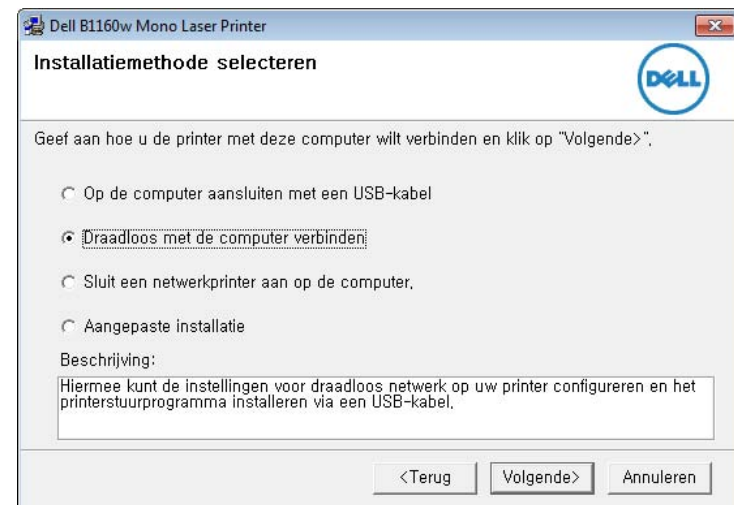 Dell B1160w Mono Laser Printer
Installatiemethode selecteren
DELL
Geef aan hoe u de printer met deze computer wilt verbinden en klik op "Volgende>",
Op de computer aansluiten met een USB-kabel
Draadloos met de computer verbinden
Sluit een netwerkprinter aan op de computer,
Aangepaste installatie
Beschrijving:
Hiermee kunt de instellingen voor draadloos netwerk op uw printer configureren en het
printerstuurprogramma installeren via een USB-kabel,
<Terug
Volgende>
Annuleren